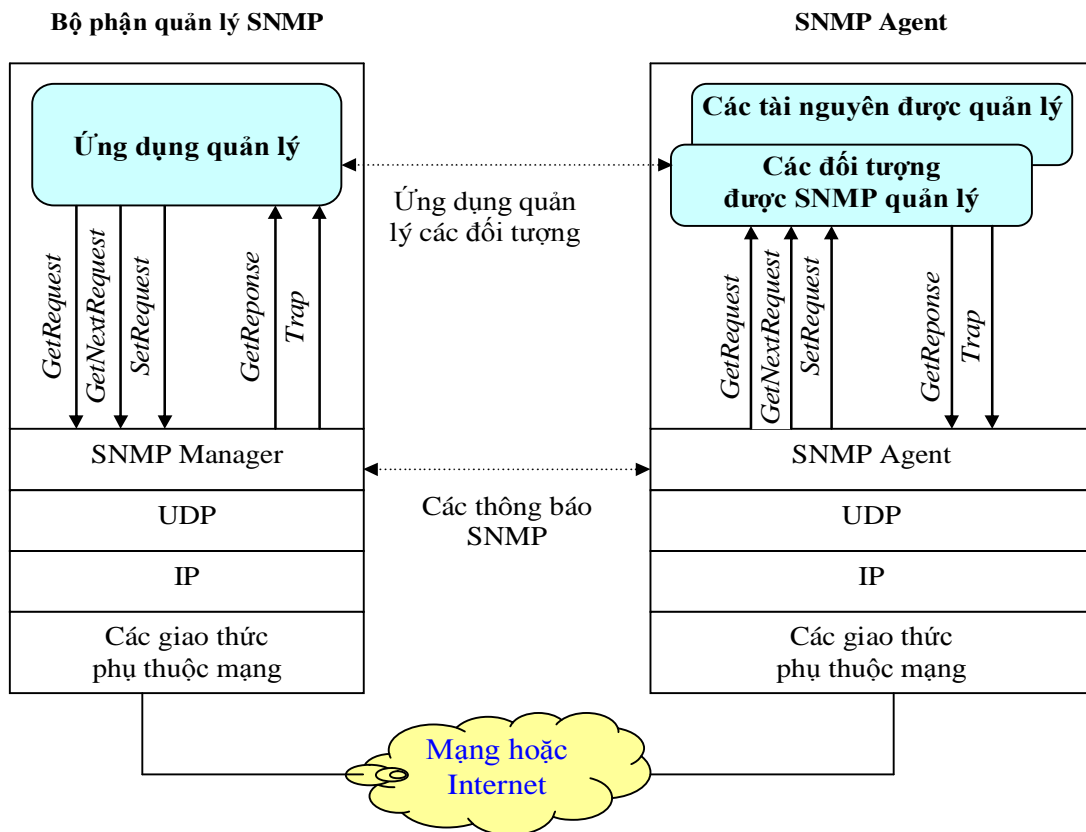 Bộ phận quản lý SNMP
SNMP Agent
Ứng dụng quản lý
Các tài nguyên được quản lý
Các đối tượng
được SNMP quản lý
Ứng dụng quản
lý các đối tượng
GetRequest
GetNextRequest
SetRequest
GetReponse
Trap
GetRequest
GetNextRequest
SetRequest
GetReponse
Trap
SNMP Manager
SNMP Agent
Các thông báo
SNMP
UDP
UDP
IP
IP
Các giao thức
phụ thuộc mạng
Các giao thức
phụ thuộc mạng
Mạng hoặc
Internet